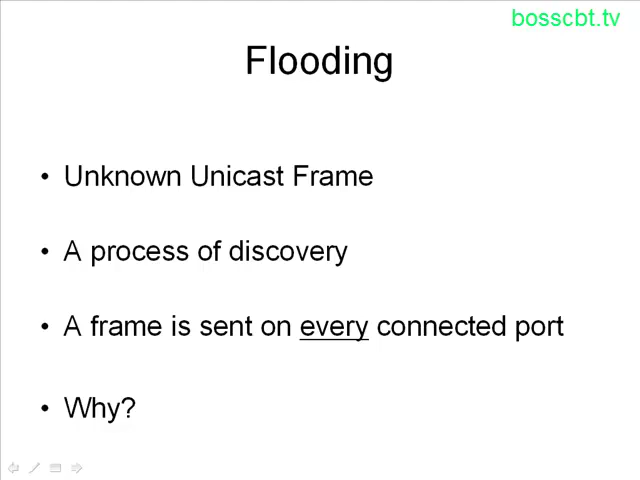 bosscbt.tv
Flooding
• Unknown Unicast Frame
• A process of discovery
• A frame is sent on every connected port
• Why?